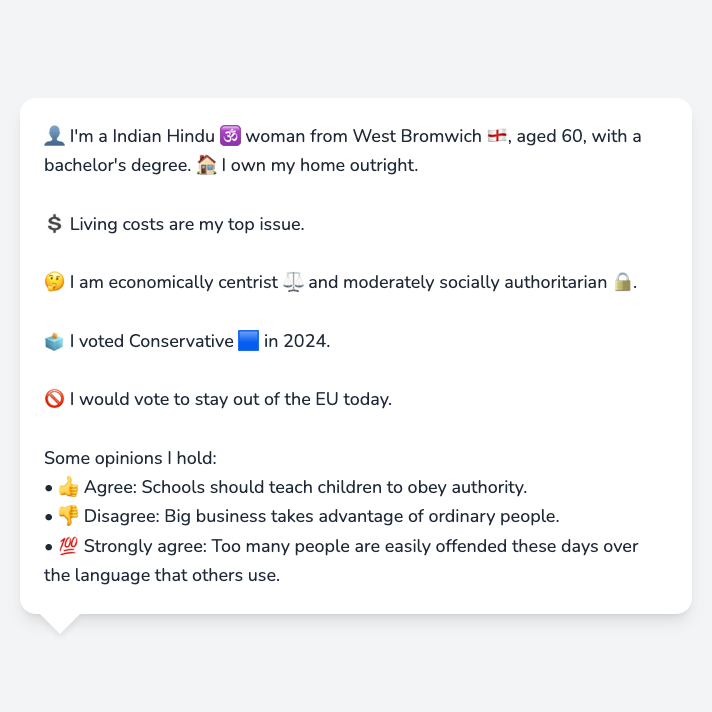 👤 I'm a Indian Hindu 🕉️ woman from West Bromwich 🏴󠁧󠁢󠁥󠁮󠁧󠁿, aged 60, with a
bachelor's degree. 🏠 I own my home outright.
💲 Living costs are my top issue.
🤔 I am economically centrist ⚖️ and moderately socially authoritarian 🔒.
🗳️ I voted Conservative 🟦 in 2024.
🚫 I would vote to stay out of the EU today.
Some opinions I hold:
• 👍 Agree: Schools should teach children to obey authority.
• 👎 Disagree: Big business takes advantage of ordinary people.
• 💯 Strongly agree: Too many people are easily offended these days over
the language that others use.